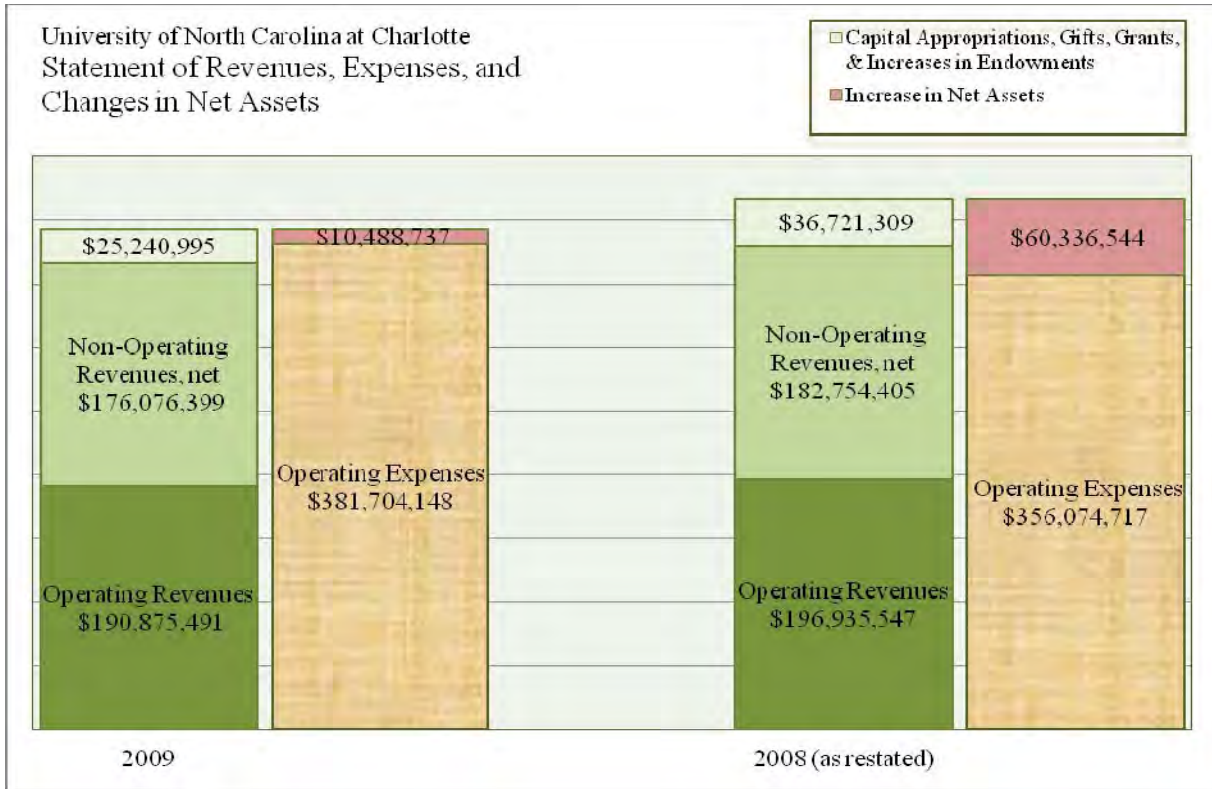 University of North Carolina at Charlotte
Statement of Revenues, Expenses, and
Changes in Net Assets
Capital Appropriations, Gifts, Grants,
& Increases in Endowments
Increase in Net Assets
$25,240,995
Non-Operating
Revenues, net
$176,076,399
Operating Revenues
$190,875,491
$10,488,737
Operating Expenses
$381,704,148
$36,721,309
Non-Operating
Revenues, net
$182,754,405
Operating Revenues
$196,935,547
$60,336,544
Operating Expenses
$356,074,717
2009
2008 (as restated)